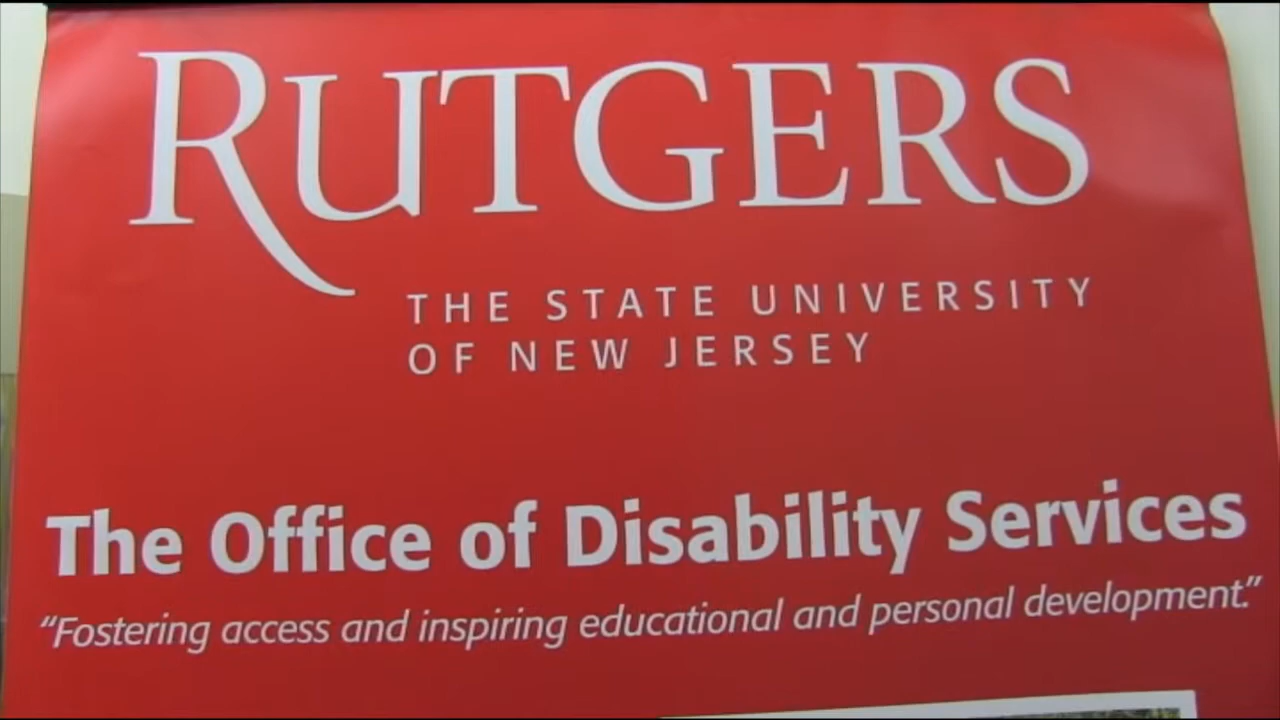 RUTGERS
THE STATE UNIVERSITY
OF NEW JERSEY
The Office of Disability Services
“Fostering access and inspiring educational and personal development.”